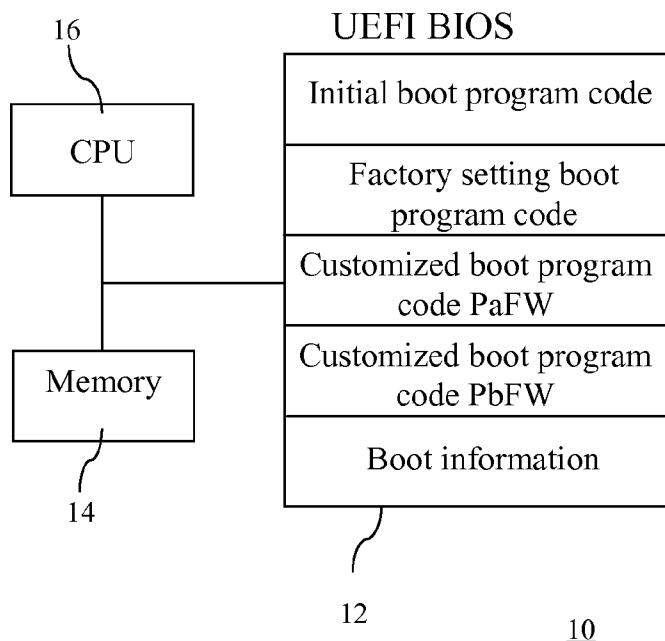 UEFI BIOS
16
CPU
Initial boot program code
Factory setting boot
program code
Customized boot program
code PaFW
Customized boot program
code PbFW
Memory
Boot information
14
12
10